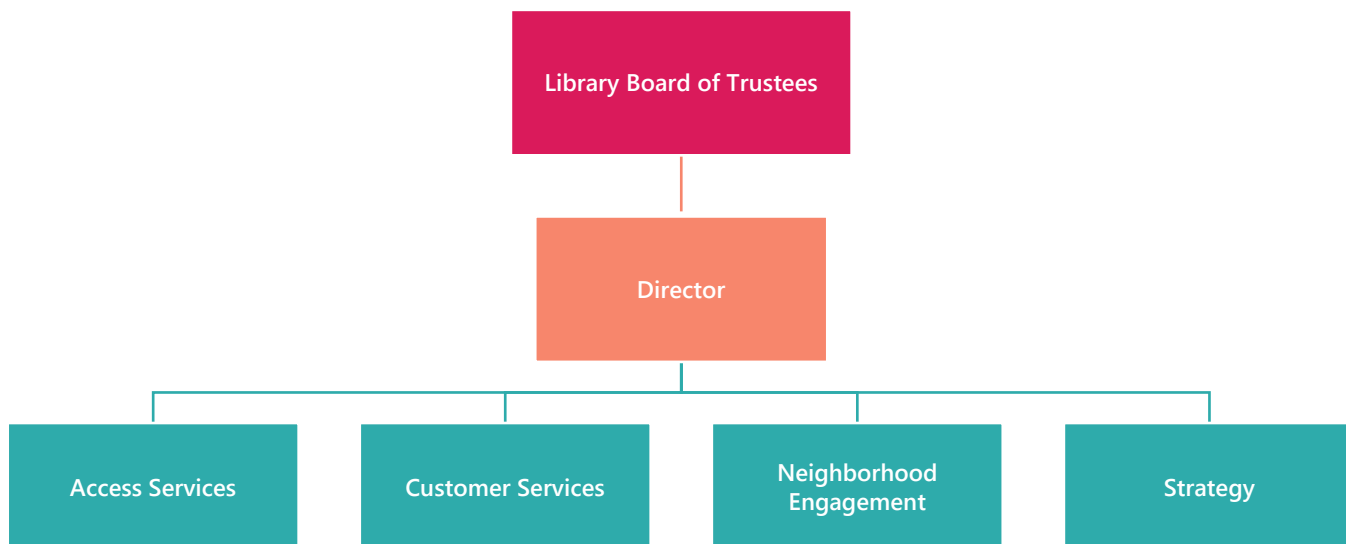 Library Board of Trustees
Director
Access Services
Customer Services
Neighborhood
Engagement
Strategy